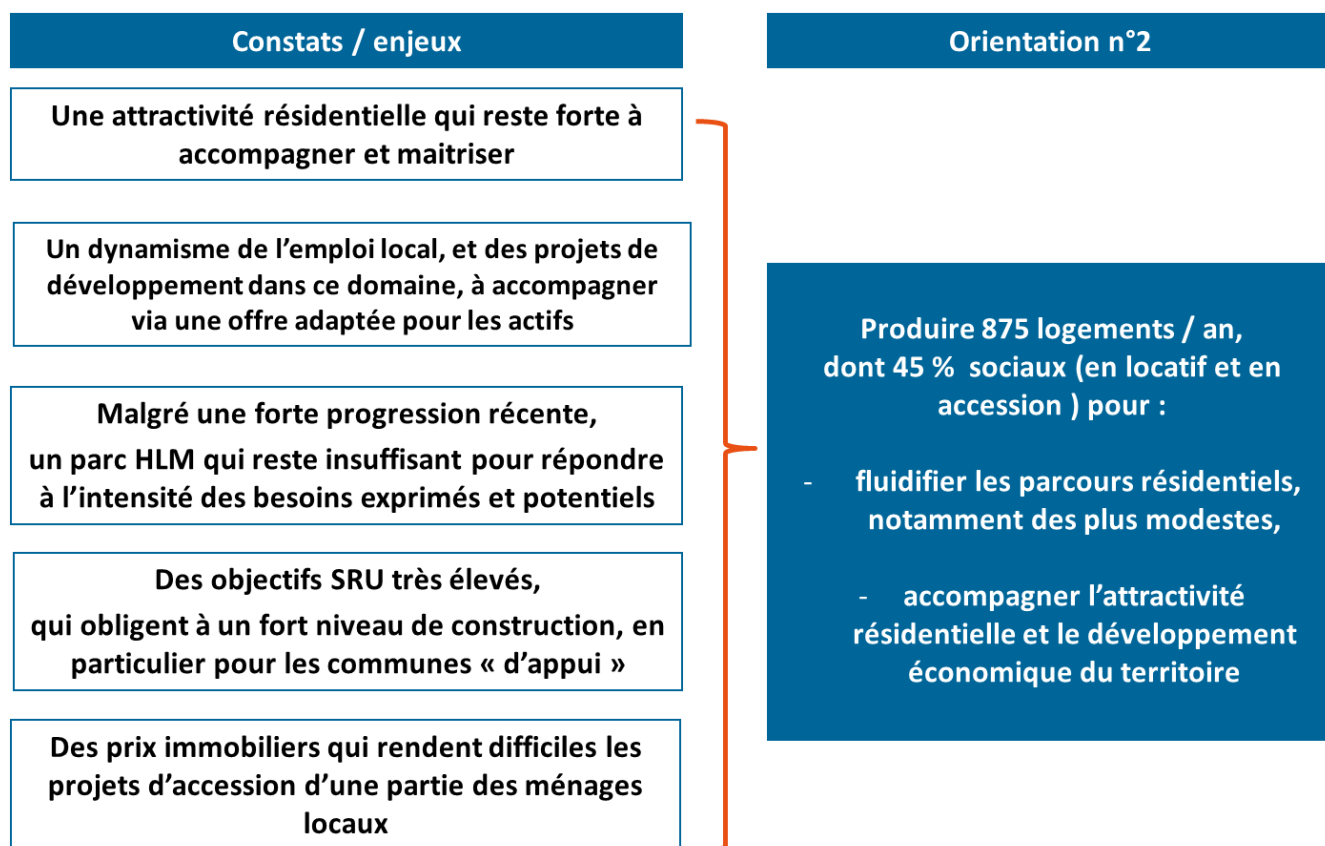 Constats / enjeux
Une attractivité résidentielle qui reste forte à
accompagner et maitriser
Un dynamisme de l’emploi local, et des projets de
développement dans ce domaine, à accompagner
via une offre adaptée pour les actifs
Malgré une forte progression récente,
un parc HLM qui reste insuffisant pour répondre
à l’intensité des besoins exprimés et potentiels
Des objectifs SRU très élevés,
qui obligent à un fort niveau de construction, en
particulier pour les communes « d’appui »
Des prix immobiliers qui rendent difficiles les
projets d’accession d’une partie des ménages
locaux
Orientation n°2
Produire 875 logements / an,
dont 45 % sociaux (en locatif et en
accession ) pour :
- fluidifier les parcours résidentiels,
notamment des plus modestes,
- accompagner l’attractivité
résidentielle et le développement
économique du territoire